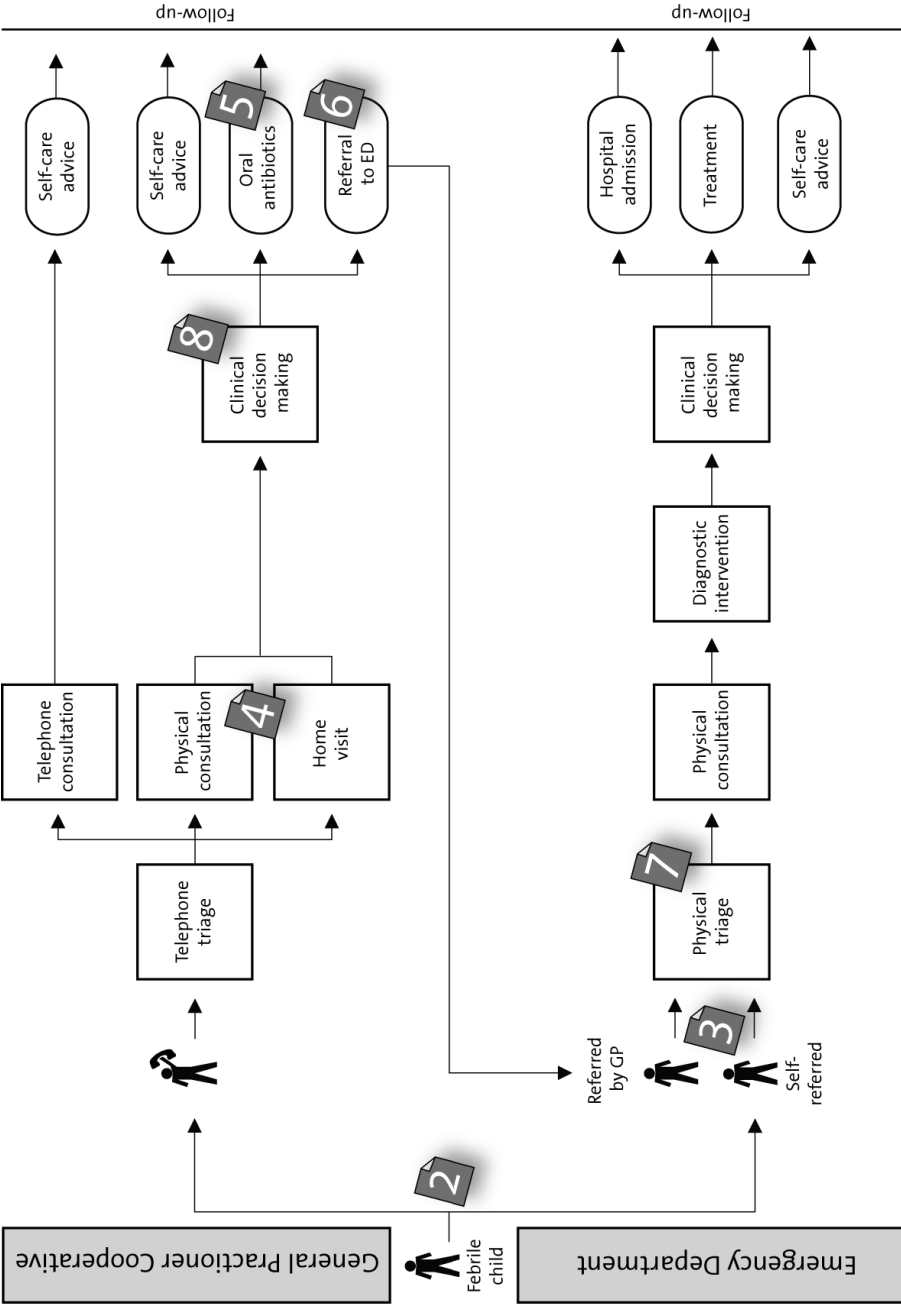 General Practitioner Cooperative
Emergency Department
Febrile
child
2
Telephone
triage
Telephone
consultation
Physical
consultation
4
Home
visit
8
Clinical
decision
making
Self-care
advice
Self-care
advice
5
Oral
antibiotics
6
Referral
to ED
Follow-up
Referred
by GP
3
Self-
referred
7
Physical
triage
Physical
consultation
Diagnostic
intervention
Clinical
decision
making
Hospital
admission
Treatment
Self-care
advice
Follow-up